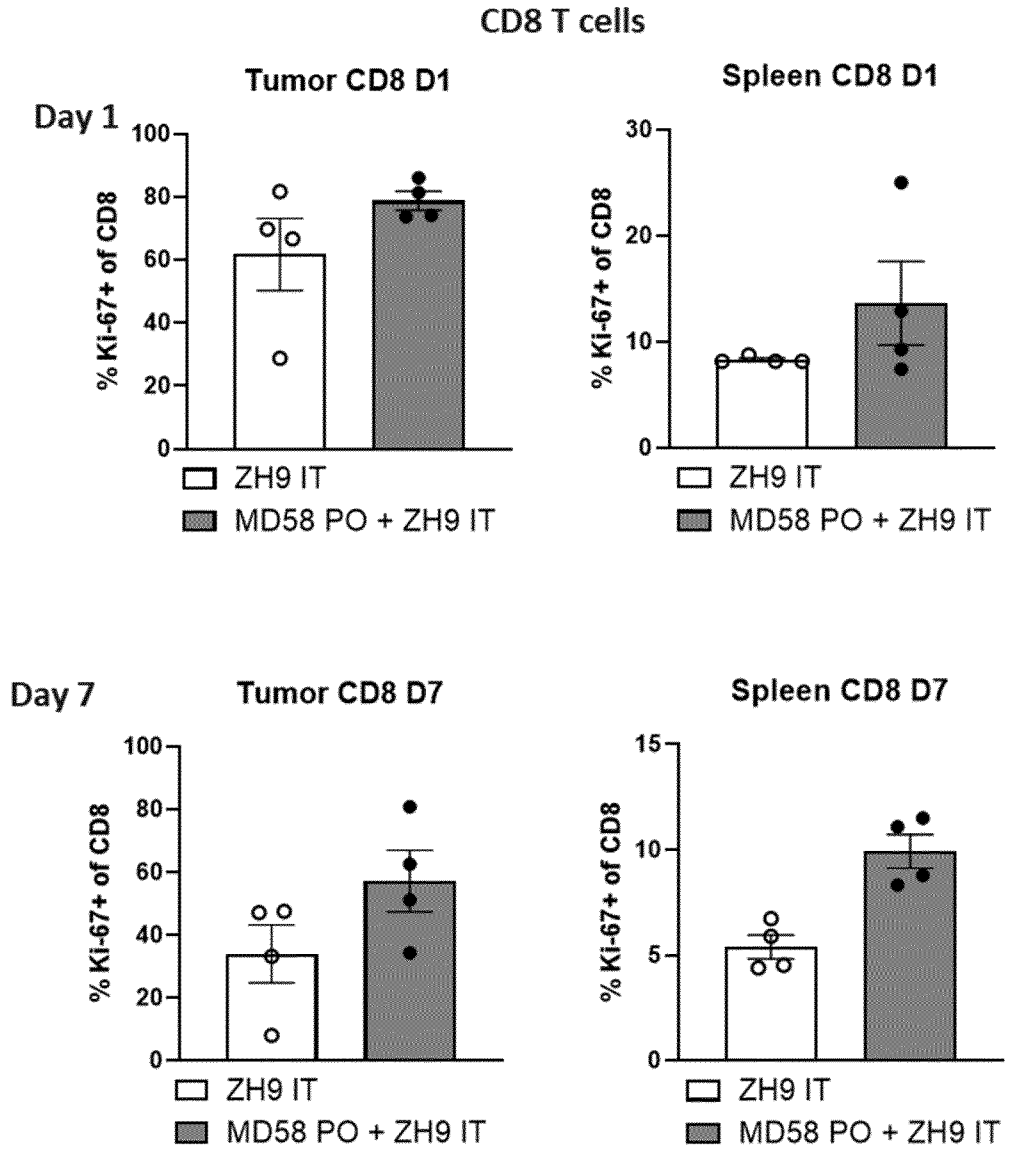 CD8 T cells
Day 1
Tumor CD8 D1
% Ki-67+ of CD8
100
80
60
40
20
0
ZH9 IT
MD58 PO + ZH9 IT
Spleen CD8 D1
% Ki-67+ of CD8
30
20
10
0
ZH9 IT
MD58 PO + ZH9 IT
Day 7
Tumor CD8 D7
% Ki-67+ of CD8
100
80
60
40
20
0
ZH9 IT
MD58 PO + ZH9 IT
Spleen CD8 D7
% Ki-67+ of CD8
15
10
5
0
ZH9 IT
MD58 PO + ZH9 IT